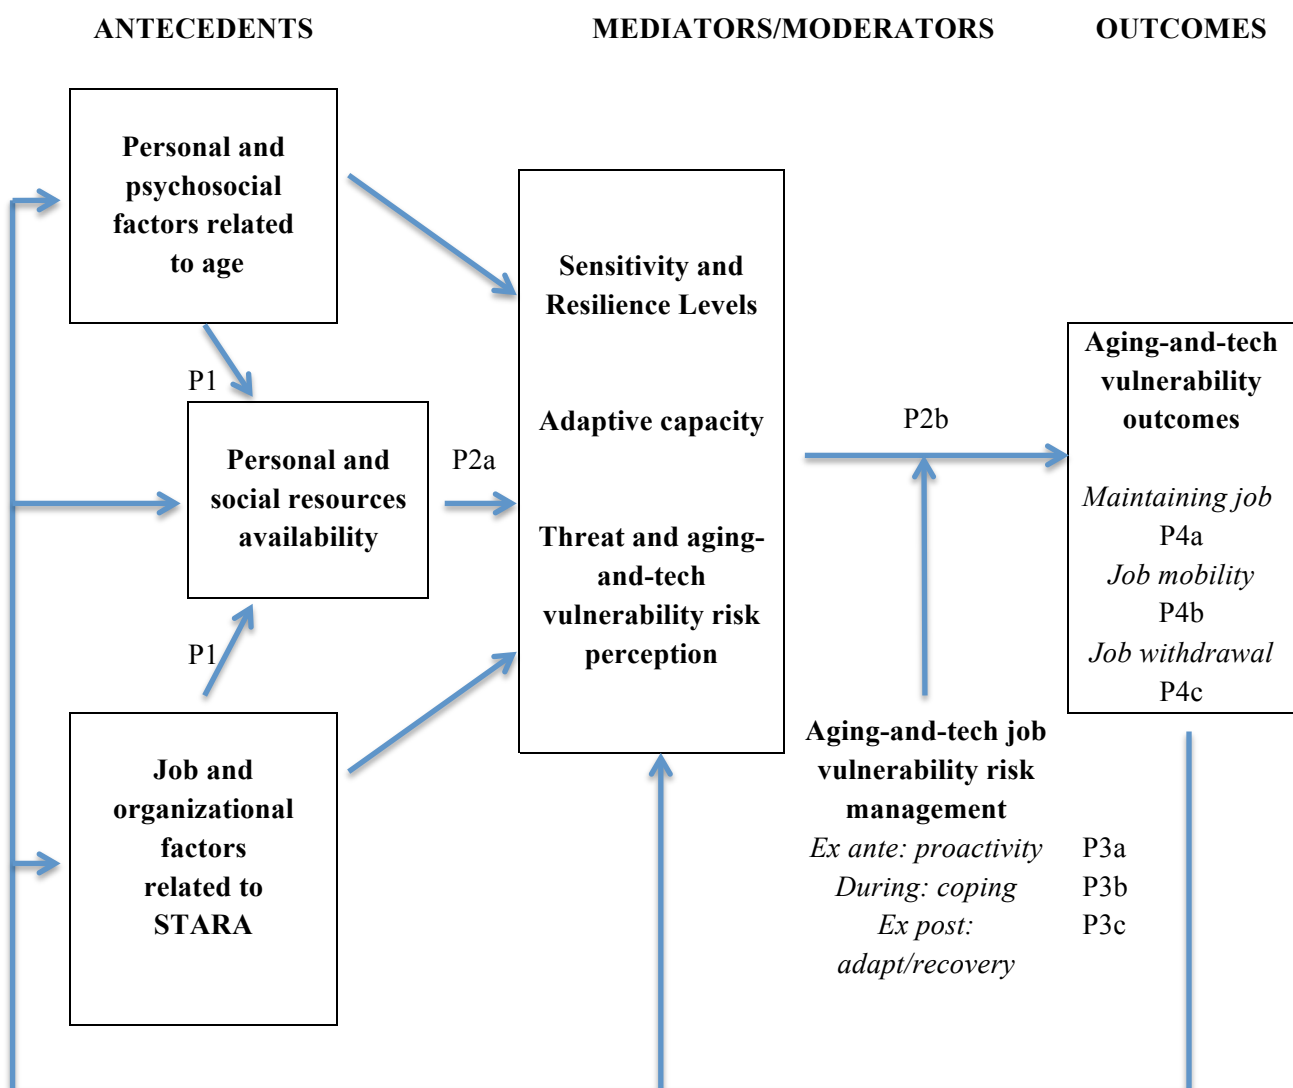 ANTECEDENTS
MEDIATORS/MODERATORS
OUTCOMES
Personal and
psychosocial
factors related
to age
P1
Personal and
social resources
availability
P2a
P1
Job and
organizational
factors
related to
STARA
Sensitivity and
Resilience Levels
Adaptive capacity
Threat and aging-
and-tech
vulnerability risk
perception
P2b
Aging-and-tech job
vulnerability risk
management
Ex ante: proactivity P3a
During: coping P3b
Ex post: P3c
adapt/recovery
Aging-and-tech
vulnerability
outcomes
Maintaining job
P4a
Job mobility
P4b
Job withdrawal
P4c